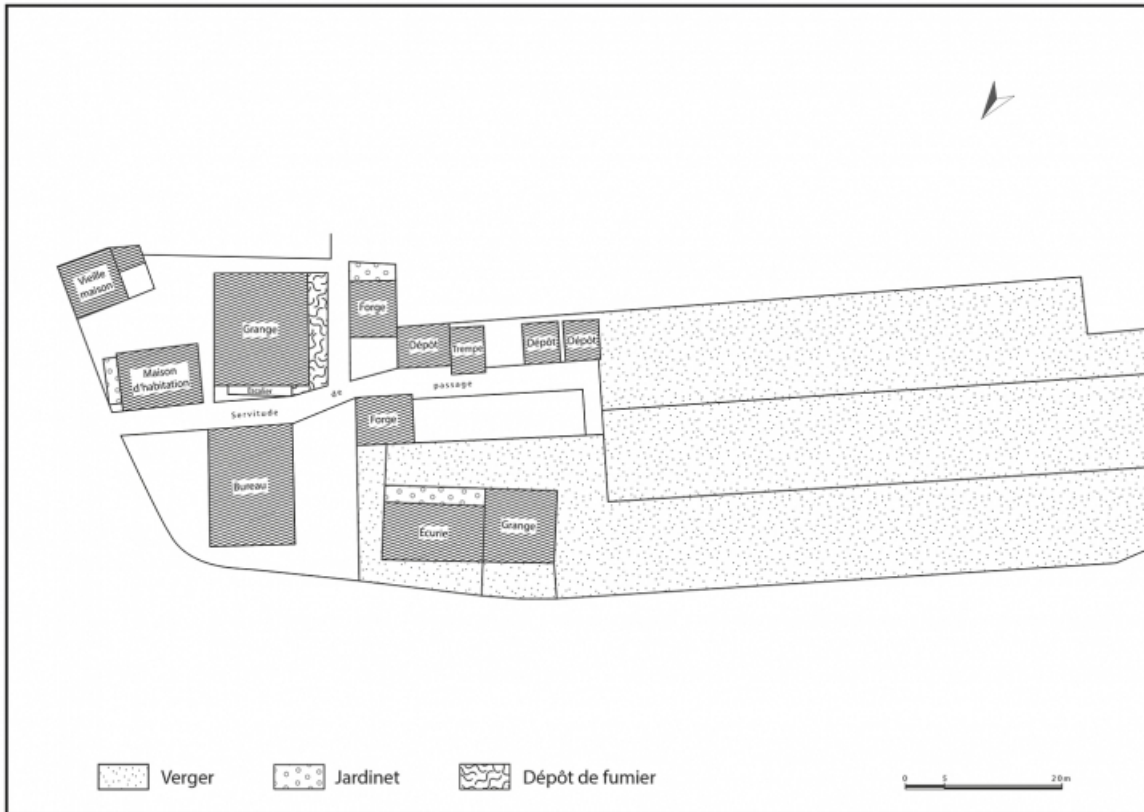 Vieille
maison
Grange
Forge
Dépôt
Trempe
Dépôt
Dépôt
Maison
d'habitation
Escalier
Servitude de passage
Forge
Bureau
Ecurie
Grange
Verger
Jardinet
Dépôt de fumier
0 5 20m